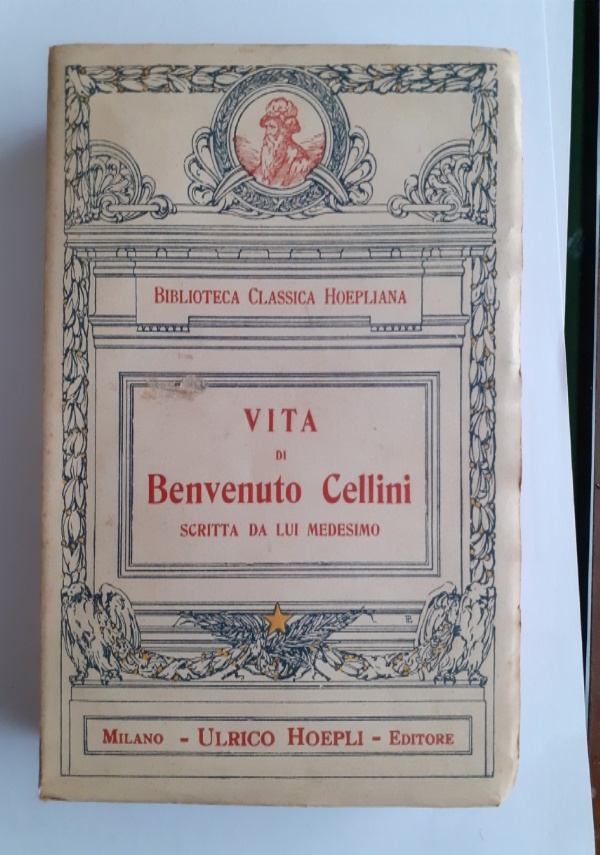 BIBLIOTECA CLASSICA HOEPLIANA
VITA
DI
Benvenuto Cellini
SCRITTA DA LUI MEDESIMO
MILANO - ULRICO HOEPLI - EDITORE